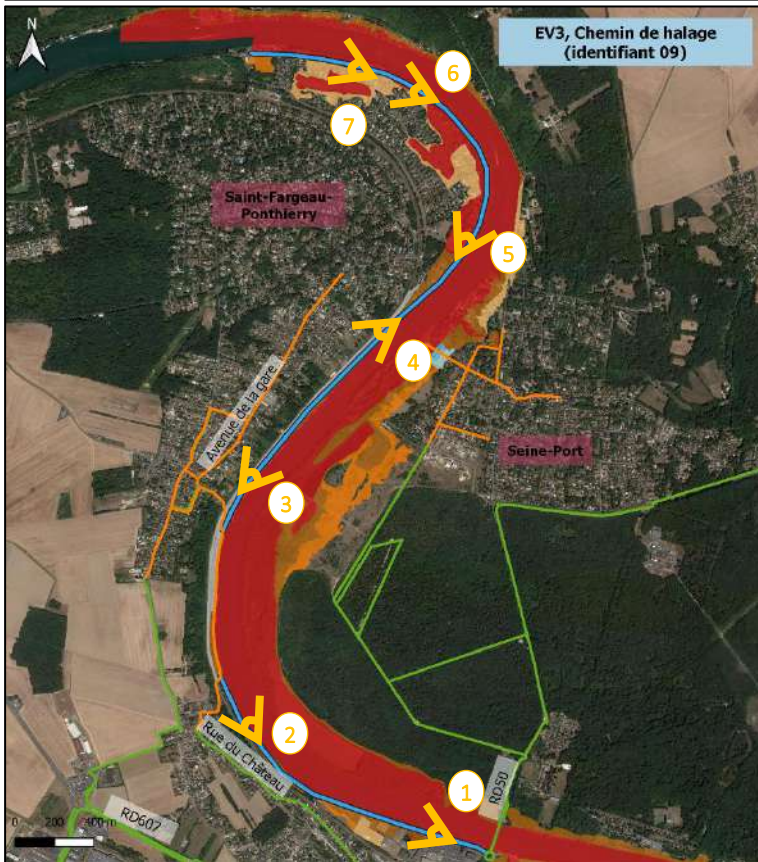 N
EV3, Chemin de halage
(identifiant 09)
6
7
Saint-Fargeau-
Ponthierry
5
4
Avenue de la gare
Seine-Port
3
2
Rue du Château
1
RD50
RD607
0 200 400 m